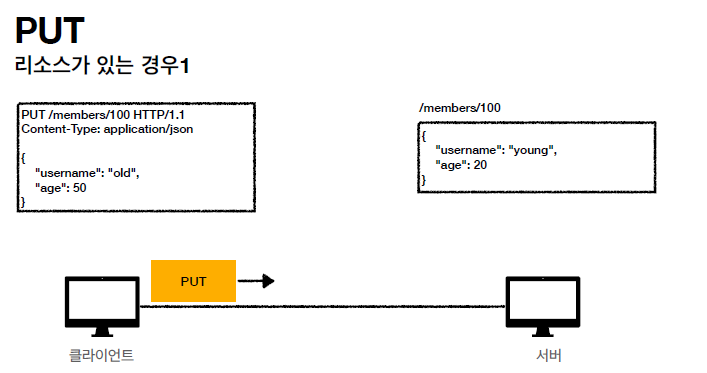 PUT
리소스가 있는 경우1
PUT /members/100 HTTP/1.1
Content-Type: application/json
{
"username": "old",
"age": 50
}
/members/100
{
"username": "young",
"age": 20
}
PUT
클라이언트
서버